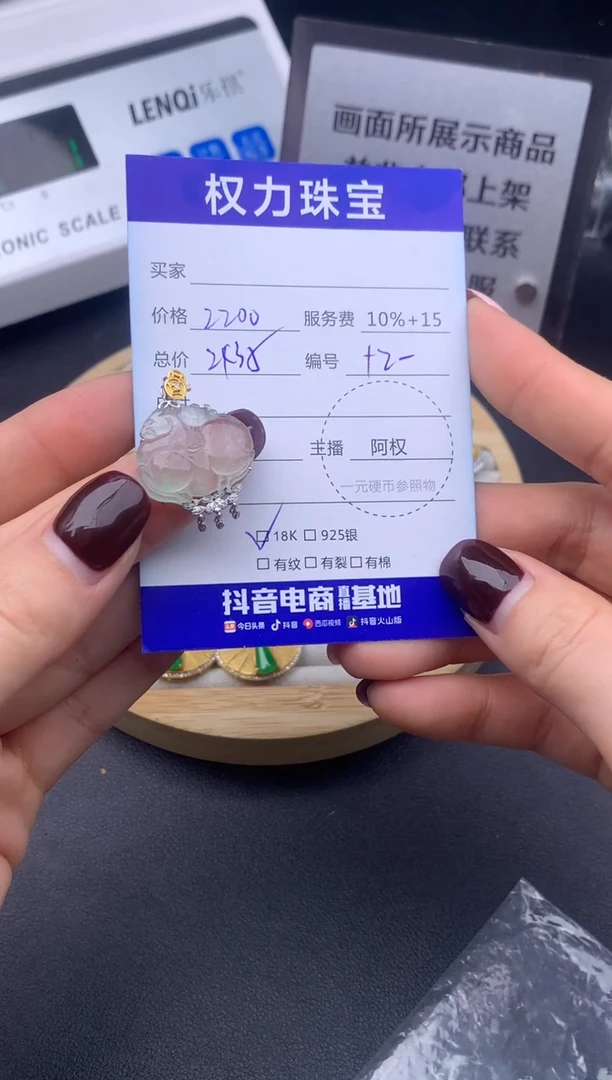 LENQi乐祺
ONIC SCALE
画面所展示商品
上架
联系
权力珠宝
买家
价格 2200 服务费 10%+15
总价 编号
主播 阿权
一元硬币参照物
18K 925银
有纹 有裂 有棉
抖音电商直播基地
今日头条 抖音 西瓜视频 抖音火山版